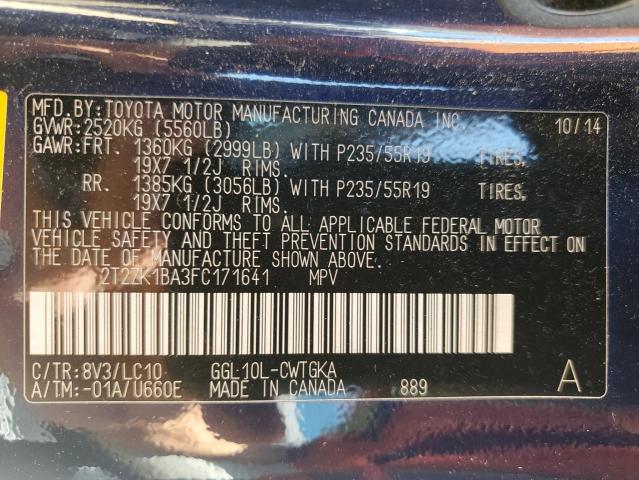 MFD.BY:TOYOTA MOTOR MANUFACTURING CANADA INC. 10/14
GVWR:2520KG (5560LB)
GAWR:FRT. 1360KG (2999LB) WITH P235/55R19 TIRES,
19X7 1/2J RIMS.
RR. 1385KG (3056LB) WITH P235/55R19 TIRES,
19X7 1/2J RIMS.
THIS VEHICLE CONFORMS TO ALL APPLICABLE FEDERAL MOTOR
VEHICLE SAFETY AND THEFT PREVENTION STANDARDS IN EFFECT ON
THE DATE OF MANUFACTURE SHOWN ABOVE.
2T2ZK1BA3FC171641 MPV
C/TR:8V3/LC10 GGL10L-CWTGKA
A/TM:-01A/U660E MADE IN CANADA 889 A